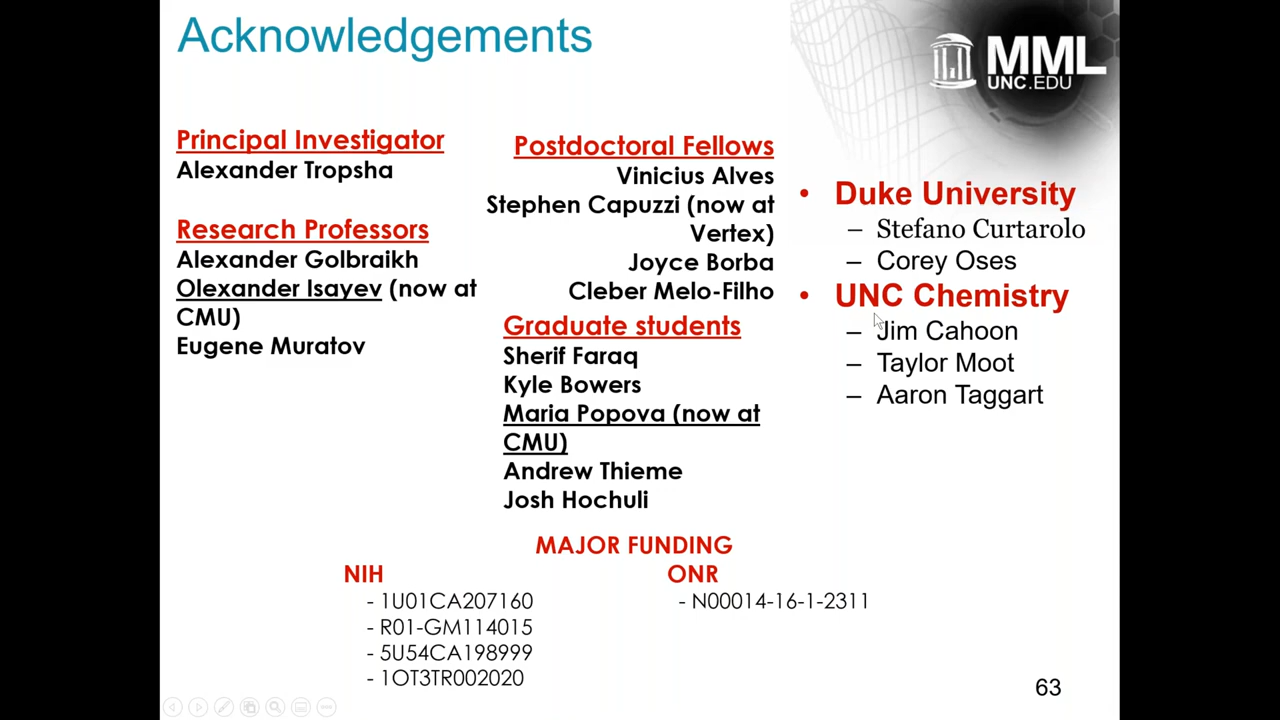 Acknowledgements
MML
UNC.EDU
Principal Investigator
Alexander Tropsha
Research Professors
Alexander Golbraikh
Olexander Isayev (now at
CMU)
Eugene Muratov
Postdoctoral Fellows
Vinicius Alves
Stephen Capuzzi (now at
Vertex)
Joyce Borba
Cleber Melo-Filho
Graduate students
Sherif Faraq
Kyle Bowers
Maria Popova (now at
CMU)
Andrew Thieme
Josh Hochuli
• Duke University
– Stefano Curtarolo
– Corey Oses
• UNC Chemistry
– Jim Cahoon
– Taylor Moot
– Aaron Taggart
MAJOR FUNDING
NIH
- 1U01CA207160
- R01-GM114015
- 5U54CA198999
- 1OT3TR002020
ONR
- N00014-16-1-2311
63